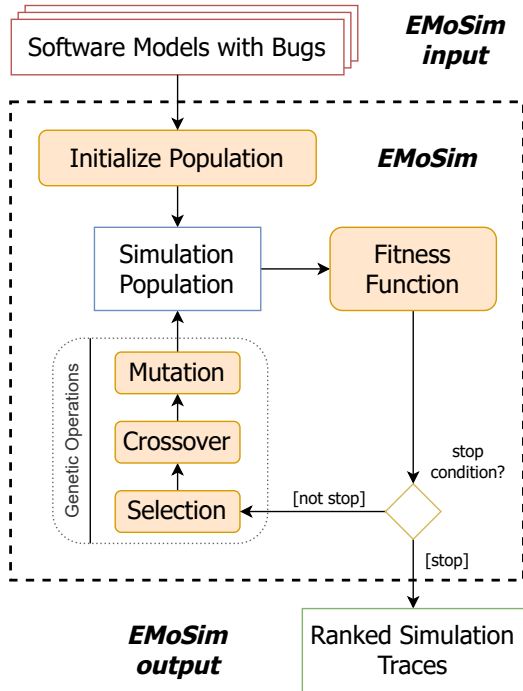 Software Models with Bugs
EMoSim
input
Initialize Population
EMoSim
Simulation
Population
Fitness
Function
Genetic Operations
Mutation
Crossover
Selection
stop
condition?
[not stop]
[stop]
EMoSim
output
Ranked Simulation
Traces